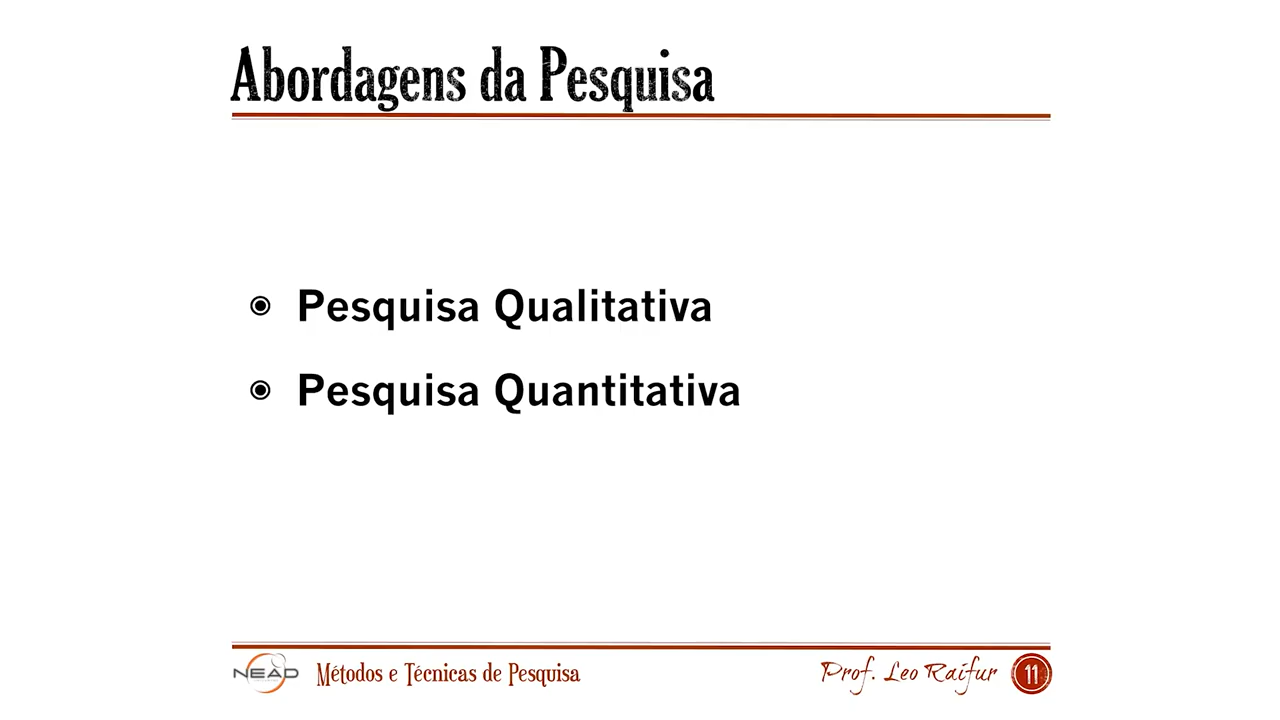 Abordagens da Pesquisa
Pesquisa Qualitativa
Pesquisa Quantitativa
NEAD
Métodos e Técnicas de Pesquisa
Prof. Leo Raifur
11